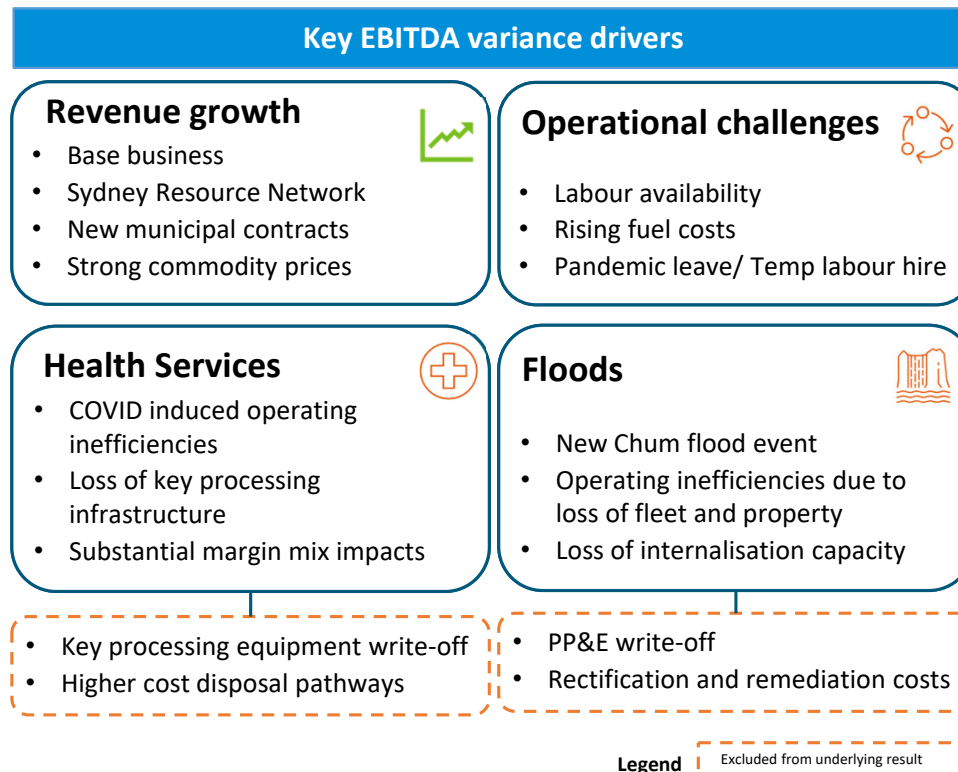 Key EBITDA variance drivers
Revenue growth
• Base business
• Sydney Resource Network
• New municipal contracts
• Strong commodity prices
Operational challenges
• Labour availability
• Rising fuel costs
• Pandemic leave/ Temp labour hire
Health Services
• COVID induced operating
inefficiencies
• Loss of key processing
infrastructure
• Substantial margin mix impacts
• Key processing equipment write-off
• Higher cost disposal pathways
Floods
• New Chum flood event
• Operating inefficiencies due to
loss of fleet and property
• Loss of internalisation capacity
• PP&E write-off
• Rectification and remediation costs
Legend Excluded from underlying result